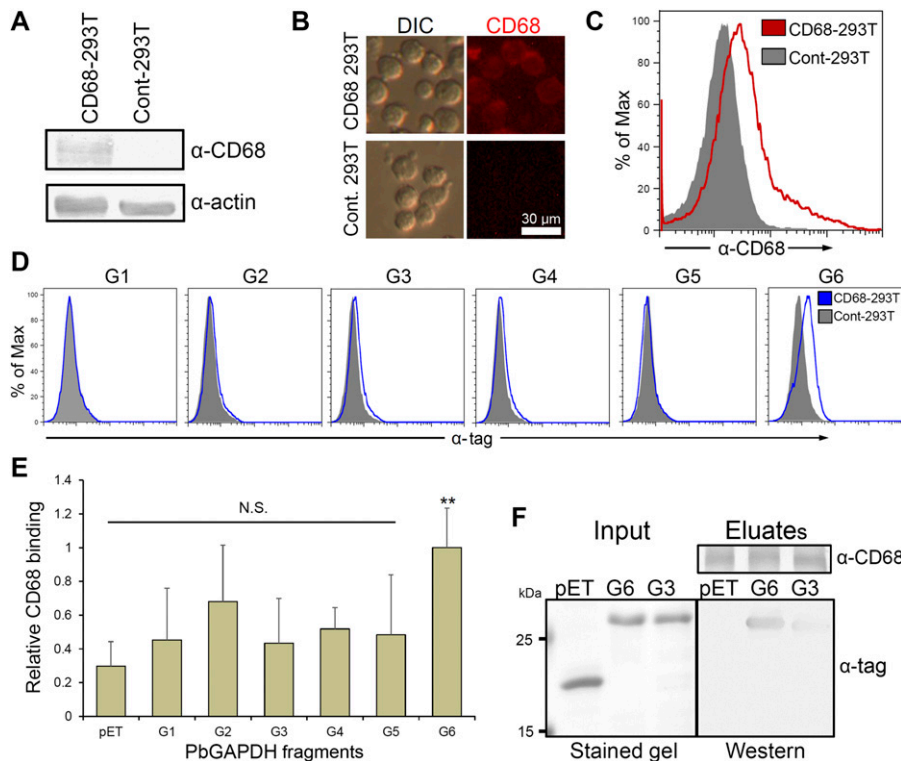 A
CD68-293T
Cont-293T
α-CD68
α-actin
B
DIC
CD68
CD68 293T
Cont. 293T
30 µm
C
% of Max
100
80
60
40
20
0
CD68-293T
Cont-293T
α-CD68
D
G1
G2
G3
G4
G5
G6
% of Max
100
80
60
40
20
0
CD68-293T
Cont-293T
α-tag
E
Relative CD68 binding
1.4
1.2
1
0.8
0.6
0.4
0.2
0
N.S.
**
pET
G1
G2
G3
G4
G5
G6
PbGAPDH fragments
F
Input
Eluates
α-CD68
kDa
pET G6 G3
pET G6 G3
25
15
α-tag
Stained gel
Western